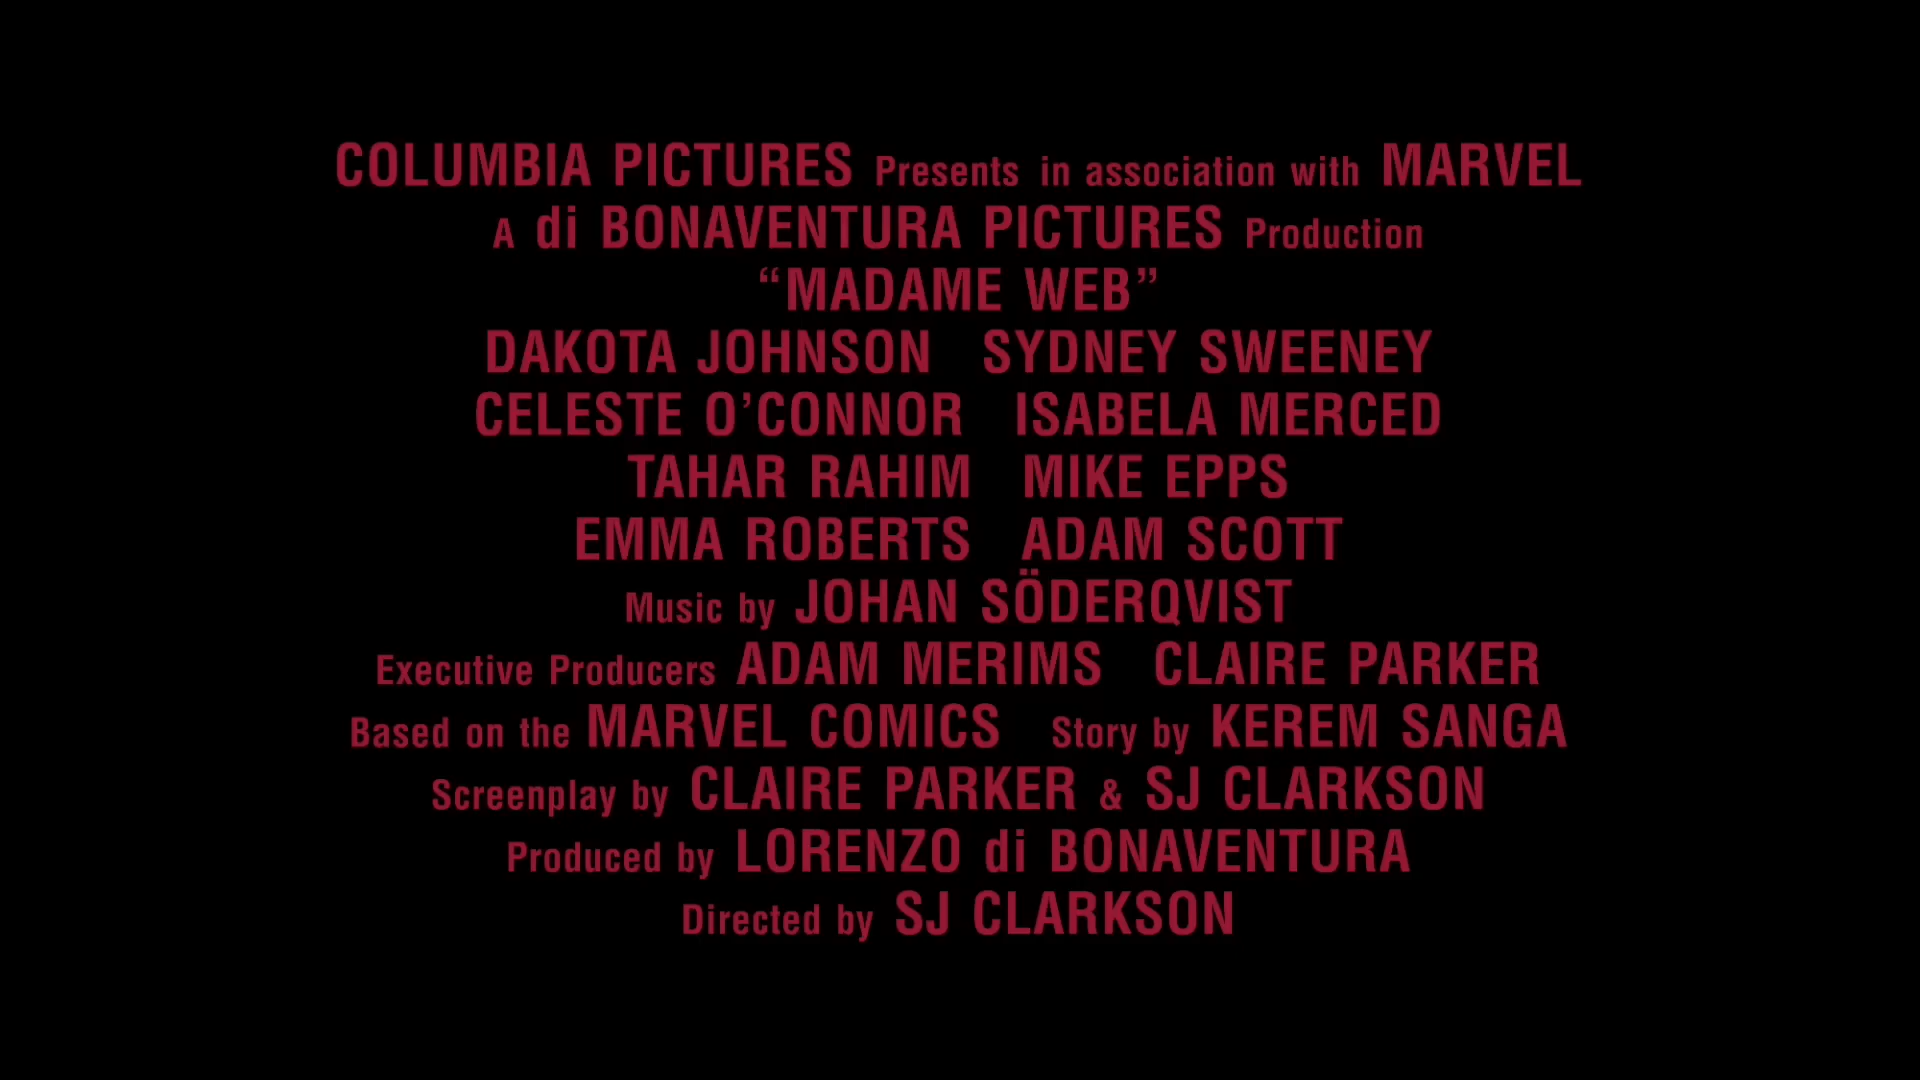 COLUMBIA PICTURES Presents in association with MARVEL
A di BONAVENTURA PICTURES Production
“MADAME WEB”
DAKOTA JOHNSON SYDNEY SWEENEY
CELESTE O’CONNOR ISABELA MERCED
TAHAR RAHIM MIKE EPPS
EMMA ROBERTS ADAM SCOTT
Music by JOHAN SÖDERQVIST
Executive Producers ADAM MERIMS CLAIRE PARKER
Based on the MARVEL COMICS Story by KEREM SANGA
Screenplay by CLAIRE PARKER & SJ CLARKSON
Produced by LORENZO di BONAVENTURA
Directed by SJ CLARKSON